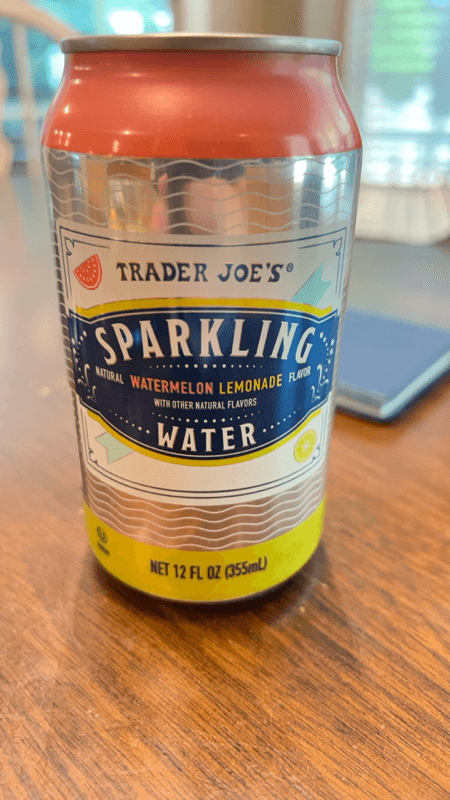 TRADER JOE'S®
SPARKLING
NATURAL WATERMELON LEMONADE FLAVOR
WITH OTHER NATURAL FLAVORS
WATER
NET 12 FL OZ (355mL)